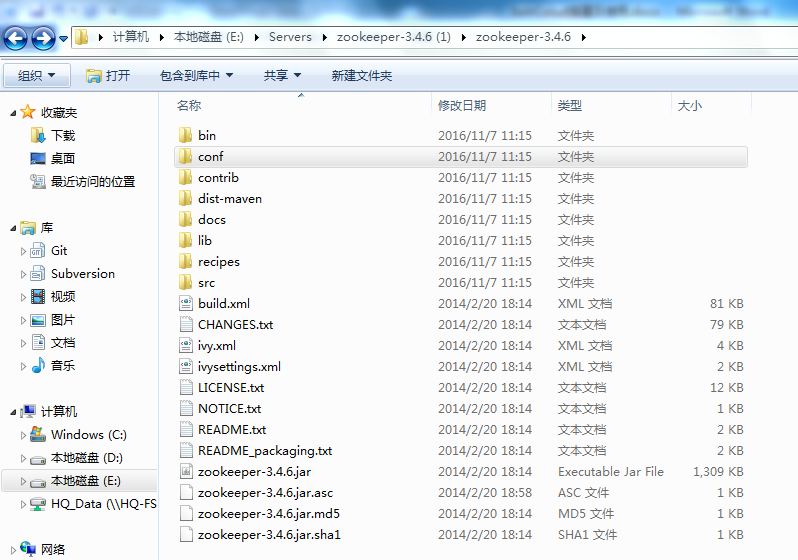 计算机 本地磁盘 (E:) Servers zookeeper-3.4.6 (1) zookeeper-3.4.6
组织 打开 包含到库中 共享 新建文件夹
收藏夹
下载
桌面
最近访问的位置
库
Git
Subversion
视频
图片
文档
音乐
计算机
Windows (C:)
本地磁盘 (D:)
本地磁盘 (E:)
HQ_Data (\\HQ-FS
网络
名称 修改日期 类型 大小
bin 2016/11/7 11:15 文件夹
conf 2016/11/7 11:15 文件夹
contrib 2016/11/7 11:15 文件夹
dist-maven 2016/11/7 11:15 文件夹
docs 2016/11/7 11:15 文件夹
lib 2016/11/7 11:15 文件夹
recipes 2016/11/7 11:15 文件夹
src 2016/11/7 11:15 文件夹
build.xml 2014/2/20 18:14 XML 文档 81 KB
CHANGES.txt 2014/2/20 18:14 文本文档 79 KB
ivy.xml 2014/2/20 18:14 XML 文档 4 KB
ivysettings.xml 2014/2/20 18:14 XML 文档 2 KB
LICENSE.txt 2014/2/20 18:14 文本文档 12 KB
NOTICE.txt 2014/2/20 18:14 文本文档 1 KB
README.txt 2014/2/20 18:14 文本文档 2 KB
README_packaging.txt 2014/2/20 18:14 文本文档 2 KB
zookeeper-3.4.6.jar 2014/2/20 18:14 Executable Jar File 1,309 KB
zookeeper-3.4.6.jar.asc 2014/2/20 18:58 ASC 文件 1 KB
zookeeper-3.4.6.jar.md5 2014/2/20 18:14 MD5 文件 1 KB
zookeeper-3.4.6.jar.sha1 2014/2/20 18:14 SHA1 文件 1 KB